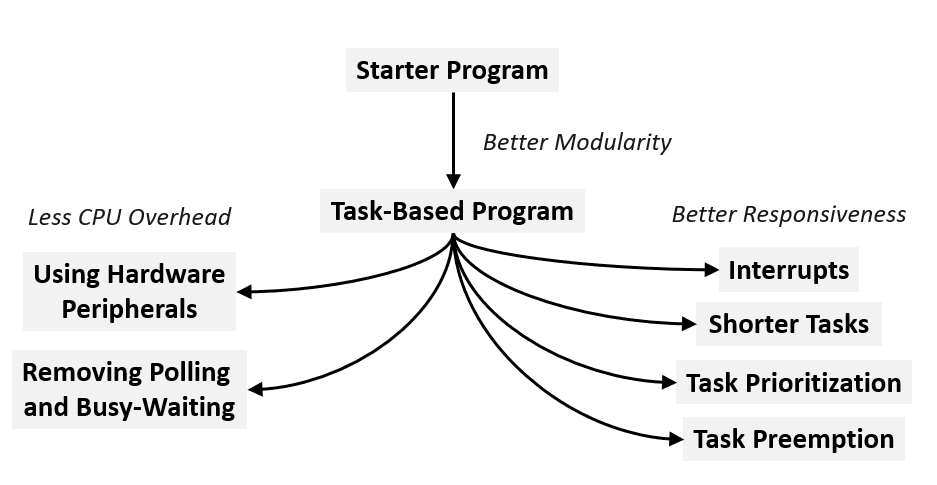 Starter Program
Better Modularity
Task-Based Program
Less CPU Overhead
Using Hardware
Peripherals
Removing Polling
and Busy-Waiting
Better Responsiveness
Interrupts
Shorter Tasks
Task Prioritization
Task Preemption